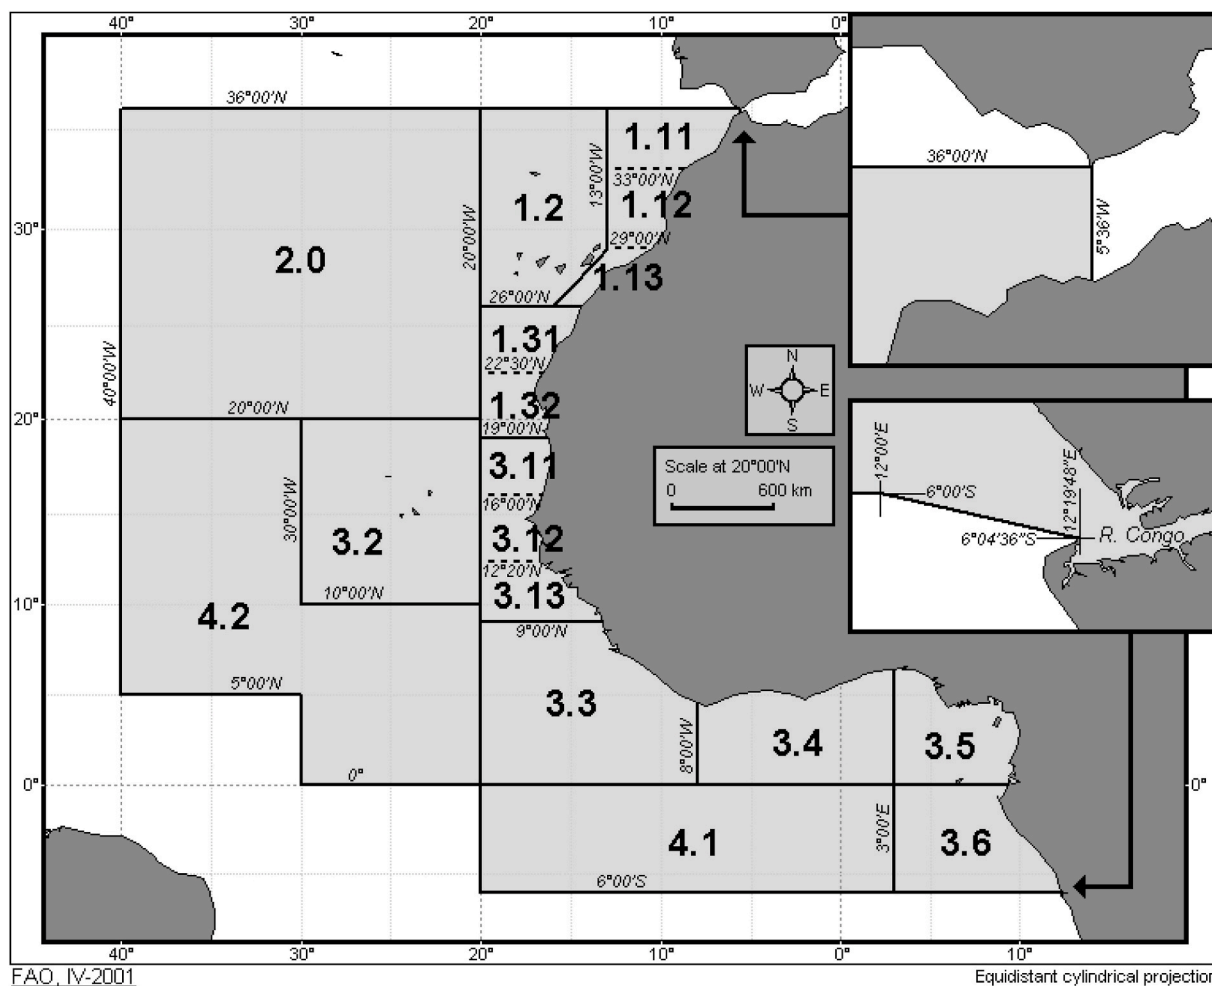 40° 30° 20° 10° 0°
36°00'N
1.11
36°00'N
33°00'N
13°00'W
1.2
1.12
5°36'W
30°
20°00'W
29°00'N
2.0
1.13
26°00'N
1.31
22°30'N
N
W E
S
40°00'W
1.32
20° 20°00'N
19°00'N
3.11
Scale at 20°00'N
0 600 km
12°00'E
12°19'48"E
6°00'S
6°04'36"S
R. Congo
30°00'W
16°00'N
3.2
3.12
12°20'N
3.13
10° 10°00'N
4.2
9°00'N
5°00'N
3.3
8°00'W
3.4
3.5
0° 0° 0°
4.1
3°00'E
3.6
6°00'S
40° 30° 20° 10° 0° 10°
FAO, IV-2001
Equidistant cylindrical projection